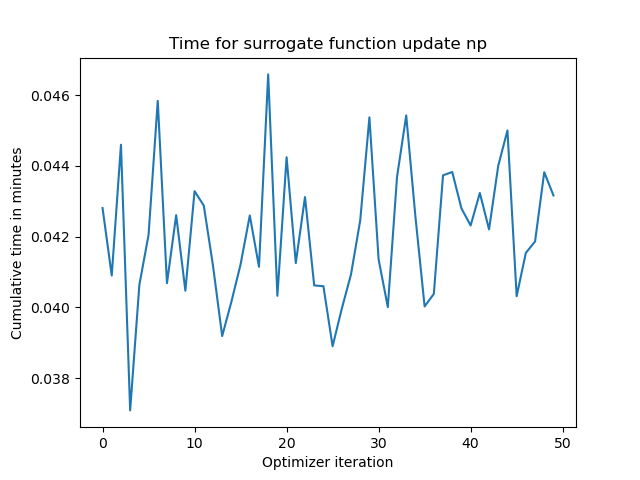 Time for surrogate function update np
Cumulative time in minutes
0.046
0.044
0.042
0.040
0.038
0 10 20 30 40 50
Optimizer iteration